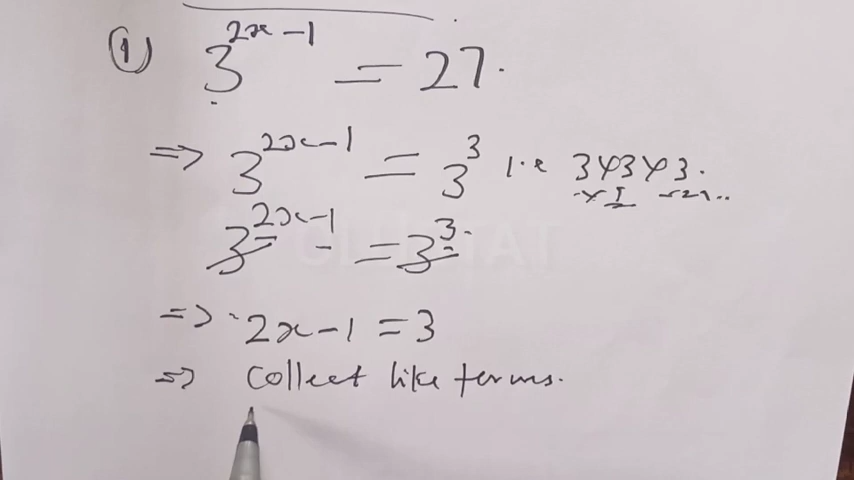 ① 3^{2x-1} = 27.
=> 3^{2x-1} = 3^3 i.e 3×3×3.
3^{2x-1} = 3^3.
=> 2x-1 = 3
=> Collect like terms.